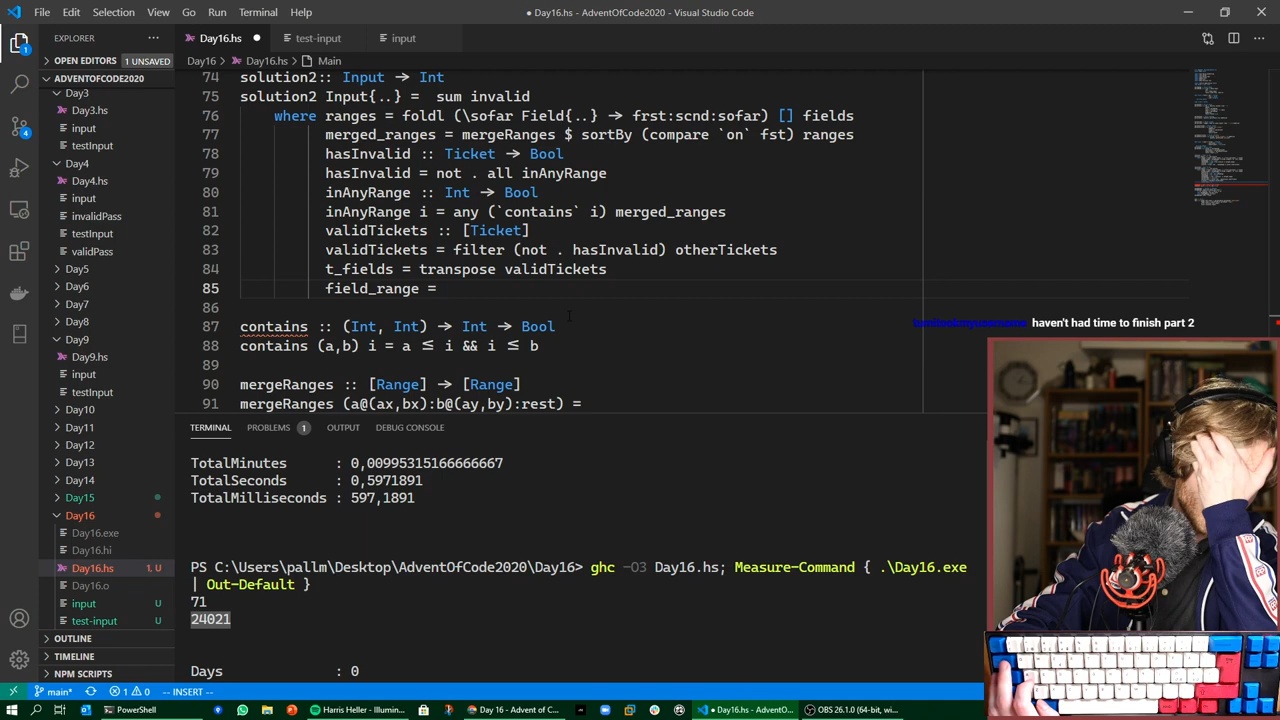 File Edit Selection View Go Run Terminal Help
● Day16.hs - AdventOfCode2020 - Visual Studio Code
EXPLORER
Day16.hs ●
test-input
input
OPEN EDITORS 1 UNSAVED
Day16 > Day16.hs > Main
ADVENTOFCODE2020
Day3
Day3.hs
input
testInput
Day4
Day4.hs
input
invalidPass
testInput
validPass
Day5
Day6
Day7
Day8
Day9
Day9.hs
input
testInput
Day10
Day11
Day12
Day13
Day14
Day15
Day16
Day16.exe
Day16.hi
Day16.hs 1, U
Day16.o
input U
test-input U
OUTLINE
TIMELINE
NPM SCRIPTS
74 solution2:: Input → Int
75 solution2 Input{..} = sum invalid
76 where ranges = foldl (\sofar Field{..} → frst:scnd:sofar) [] fields
77 merged_ranges = mergeRanges $ sortBy (compare `on` fst) ranges
78 hasInvalid :: Ticket → Bool
79 hasInvalid = not . all inAnyRange
80 inAnyRange :: Int → Bool
81 inAnyRange i = any (`contains` i) merged_ranges
82 validTickets :: [Ticket]
83 validTickets = filter (not . hasInvalid) otherTickets
84 t_fields = transpose validTickets
85 field_range =
86
87 contains :: (Int, Int) → Int → Bool
88 contains (a,b) i = a ≤ i && i ≤ b
89
90 mergeRanges :: [Range] → [Range]
91 mergeRanges (a@(ax,bx):b@(ay,by):rest) =
haven't had time to finish part 2
TERMINAL PROBLEMS 1 OUTPUT DEBUG CONSOLE
TotalMinutes : 0,00995315166666667
TotalSeconds : 0,5971891
TotalMilliseconds : 597,1891
PS C:\Users\pallm\Desktop\AdventOfCode2020\Day16> ghc -O3 Day16.hs; Measure-Command { .\Day16.exe
| Out-Default }
71
24021
Days : 0
main* 1 0 -- INSERT --
PowerShell
Harris Heller - Illumin...
Day 16 - Advent of C...
● Day16.hs - AdventO...
OBS 26.1.0 (64-bit, w...